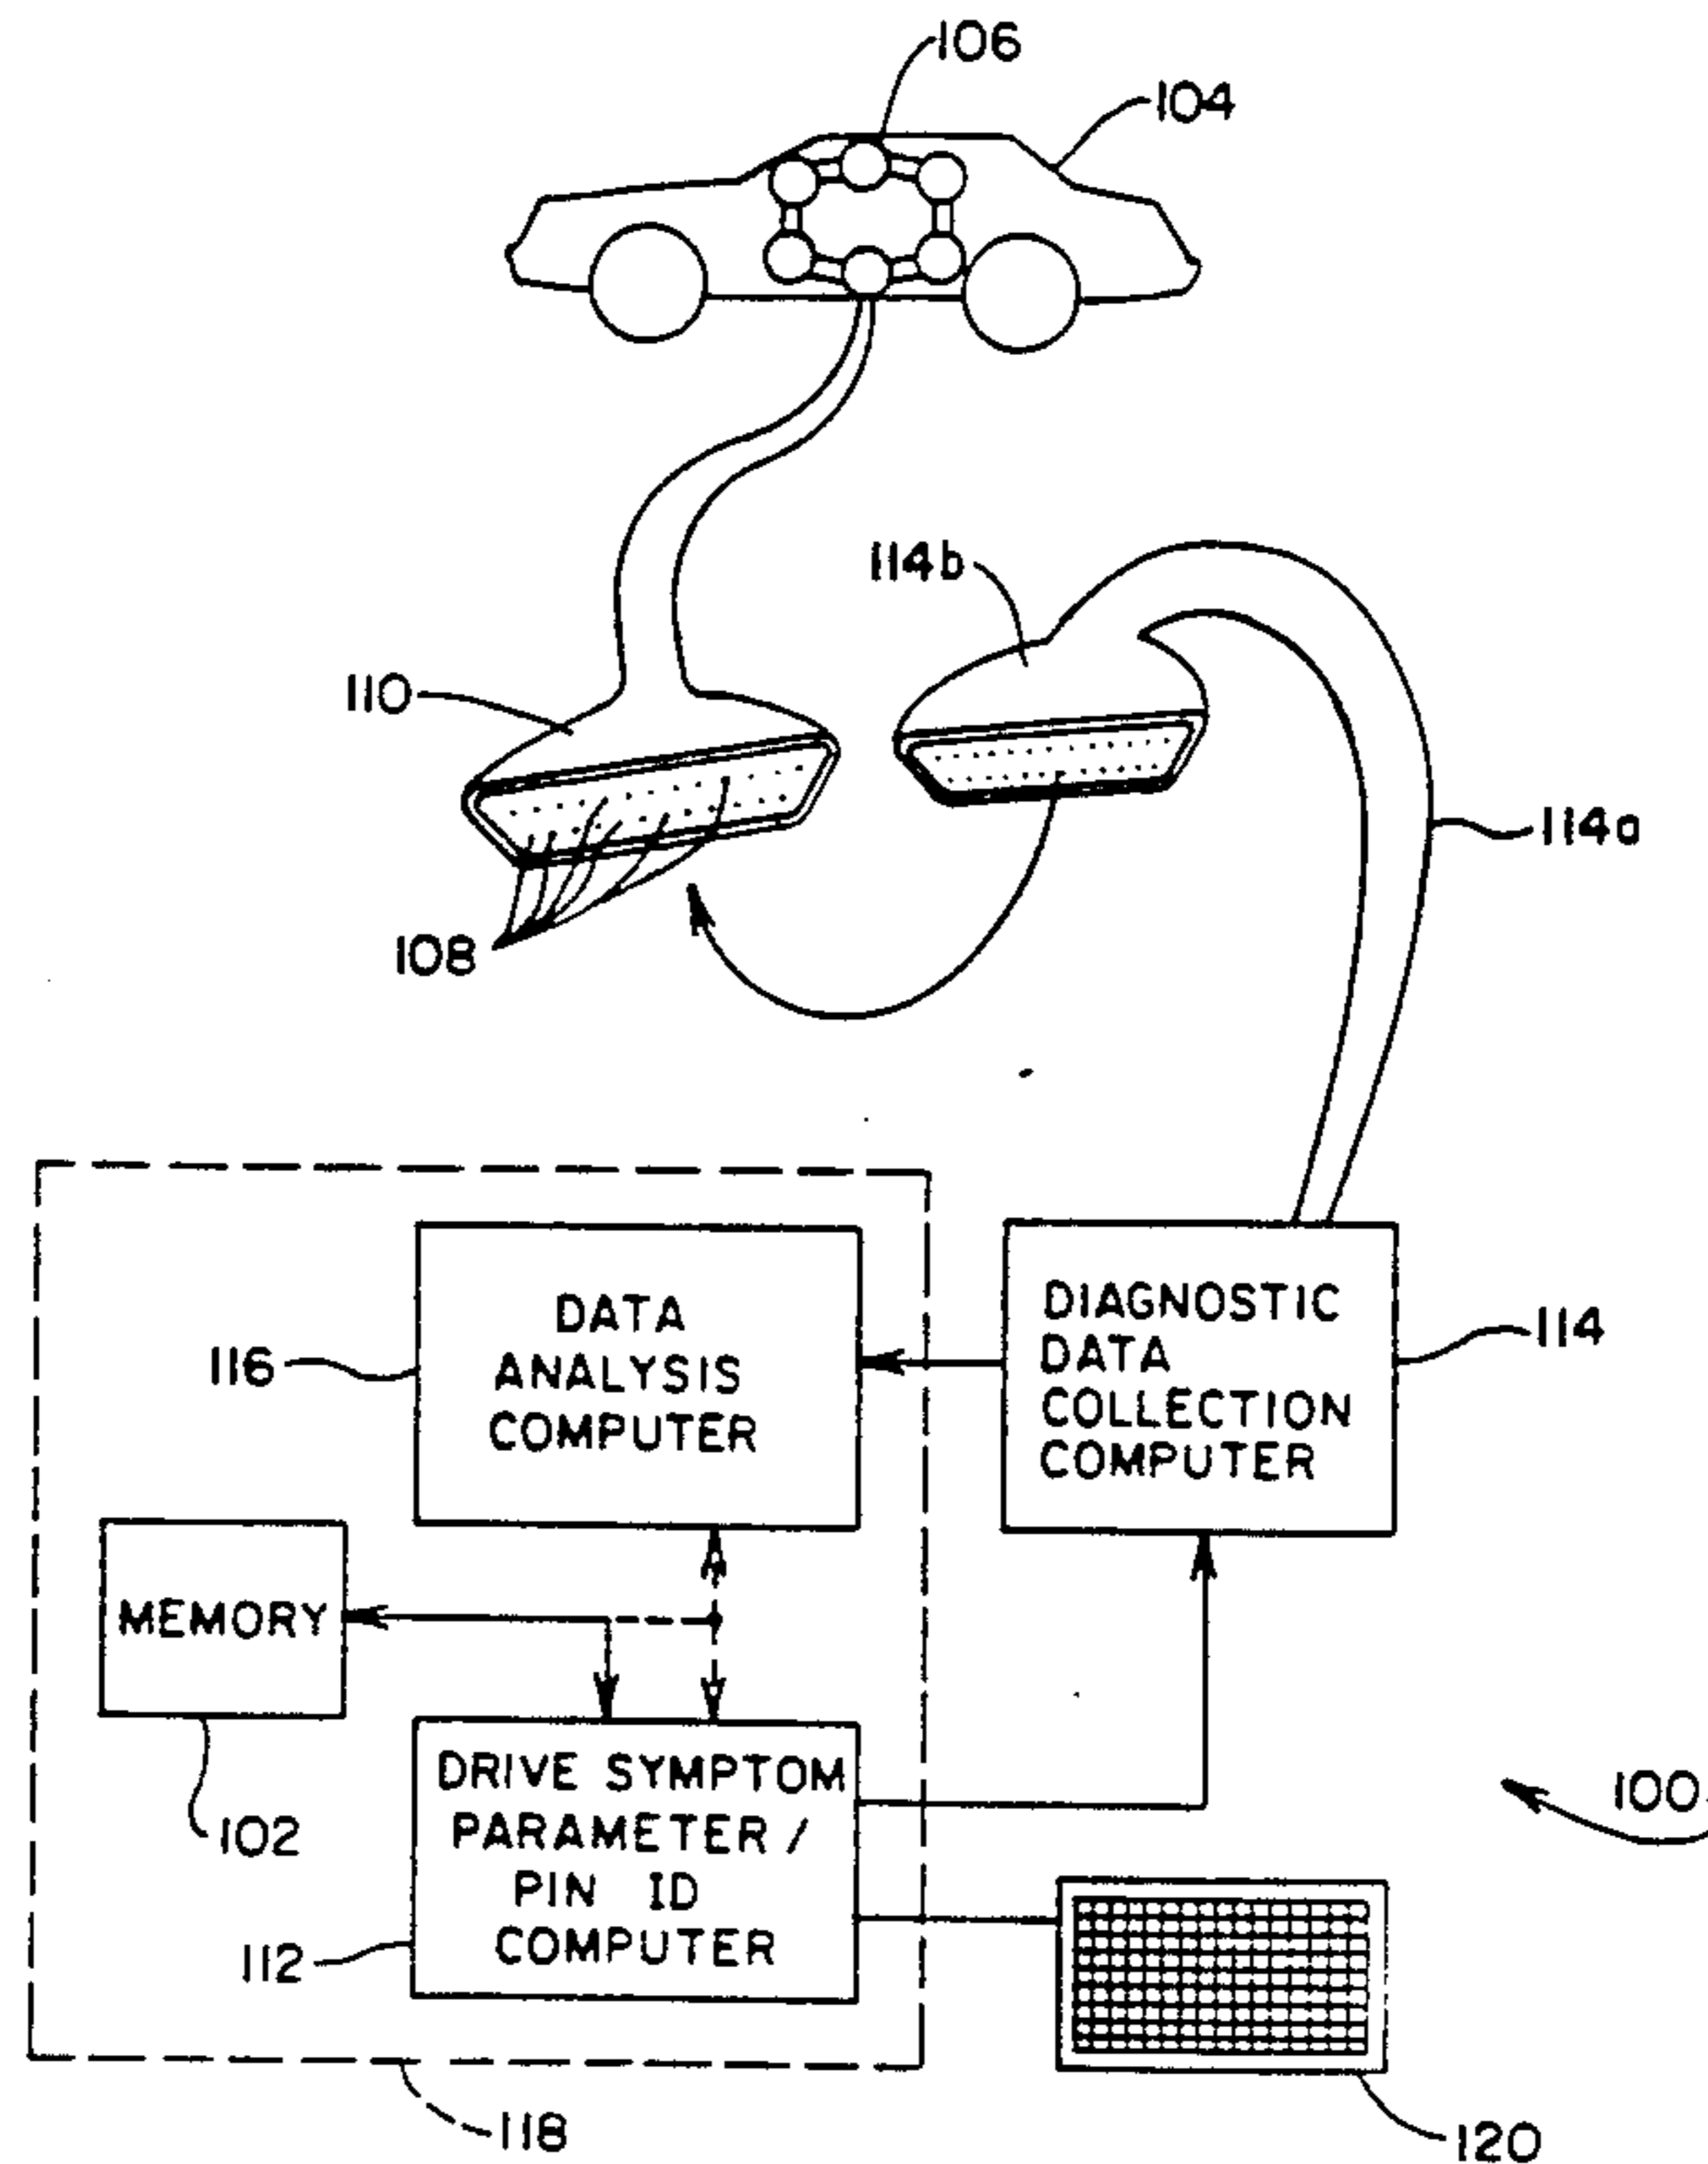 106
104
114b
110
114a
108
DATA
ANALYSIS
COMPUTER
116
DIAGNOSTIC
DATA
COLLECTION
COMPUTER
114
MEMORY
102
DRIVE SYMPTOM
PARAMETER /
PIN ID
COMPUTER
112
100
118
120